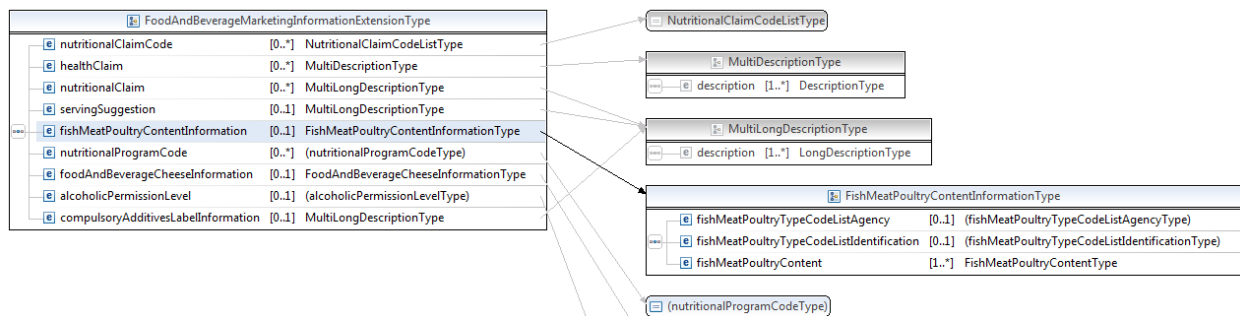 FoodAndBeverageMarketingInformationExtensionType
nutritionalClaimCode [0..*] NutritionalClaimCodeListType
healthClaim [0..*] MultiDescriptionType
nutritionalClaim [0..*] MultiLongDescriptionType
servingSuggestion [0..1] MultiLongDescriptionType
fishMeatPoultryContentInformation [0..1] FishMeatPoultryContentInformationType
nutritionalProgramCode [0..*] (nutritionalProgramCodeType)
foodAndBeverageCheeseInformation [0..1] FoodAndBeverageCheeseInformationType
alcoholicPermissionLevel [0..1] (alcoholicPermissionLevelType)
compulsoryAdditivesLabelInformation [0..1] MultiLongDescriptionType
NutritionalClaimCodeListType
MultiDescriptionType
description [1..*] DescriptionType
MultiLongDescriptionType
description [1..*] LongDescriptionType
FishMeatPoultryContentInformationType
fishMeatPoultryTypeCodeListAgency [0..1] (fishMeatPoultryTypeCodeListAgencyType)
fishMeatPoultryTypeCodeListIdentification [0..1] (fishMeatPoultryTypeCodeListIdentificationType)
fishMeatPoultryContent [1..*] FishMeatPoultryContentType
(nutritionalProgramCodeType)